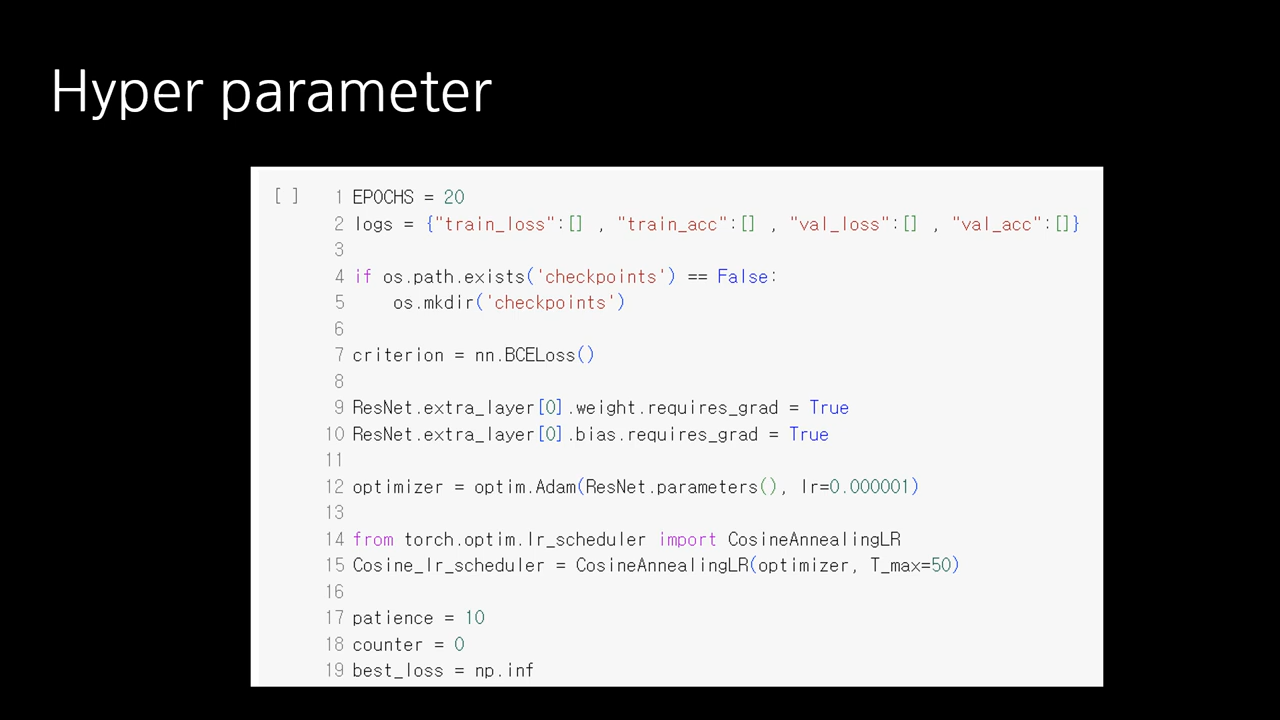 Hyper parameter
[ ] 1 EPOCHS = 20
2 logs = {"train_loss":[] , "train_acc":[] , "val_loss":[] , "val_acc":[]}
3
4 if os.path.exists('checkpoints') == False:
5     os.mkdir('checkpoints')
6
7 criterion = nn.BCELoss()
8
9 ResNet.extra_layer[0].weight.requires_grad = True
10 ResNet.extra_layer[0].bias.requires_grad = True
11
12 optimizer = optim.Adam(ResNet.parameters(), lr=0.000001)
13
14 from torch.optim.lr_scheduler import CosineAnnealingLR
15 Cosine_lr_scheduler = CosineAnnealingLR(optimizer, T_max=50)
16
17 patience = 10
18 counter = 0
19 best_loss = np.inf